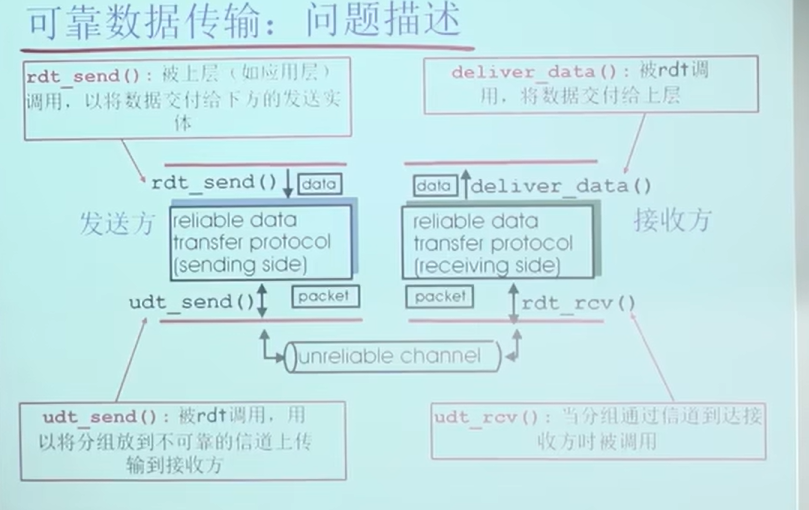 可靠数据传输：问题描述
rdt_send()：被上层（如应用层）
调用，以将数据交付给下方的发送实
体
deliver_data()：被rdt调
用，将数据交付给上层
rdt_send()
data
data
deliver_data()
发送方
reliable data
transfer protocol
(sending side)
reliable data
transfer protocol
(receiving side)
接收方
udt_send()
packet
packet
rdt_rcv()
unreliable channel
udt_send()：被rdt调用，用
以将分组放到不可靠的信道上传
输到接收方
udt_rcv()：当分组通过信道到达接
收方时被调用